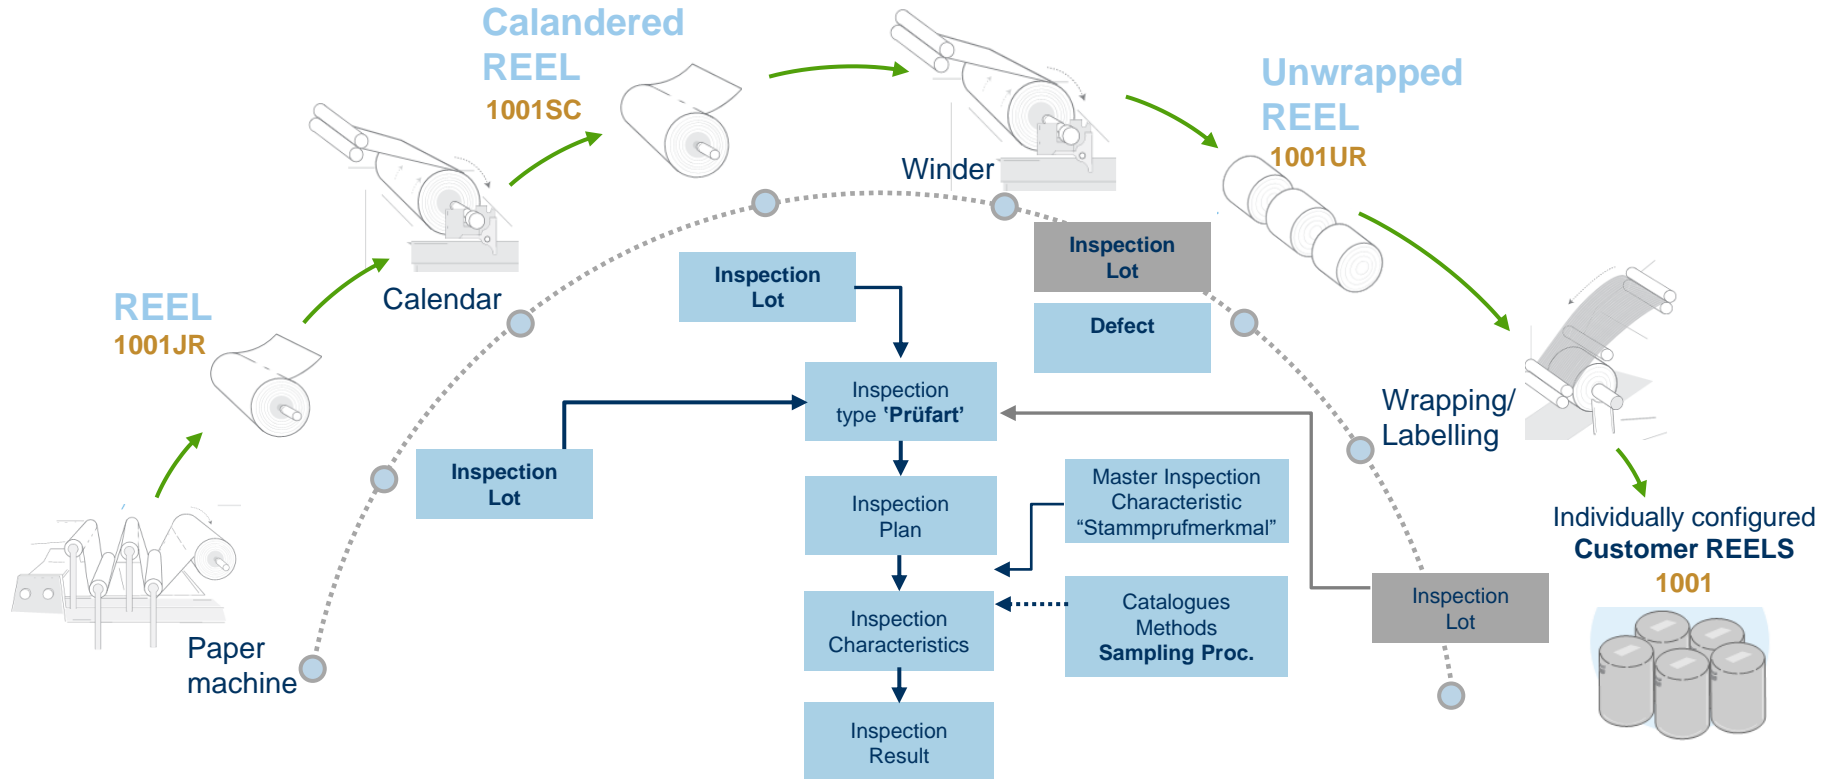 Calandered
REEL
1001SC
Unwrapped
REEL
1001UR
Winder
REEL
1001JR
Calendar
Inspection
Lot
Inspection
Lot
Defect
Inspection
type ‘Prüfart’
Wrapping/
Labelling
Inspection
Lot
Inspection
Plan
Master Inspection
Characteristic
“Stammprufmerkmal”
Individually configured
Customer REELS
1001
Inspection
Characteristics
Catalogues
Methods
Sampling Proc.
Inspection
Lot
Paper
machine
Inspection
Result